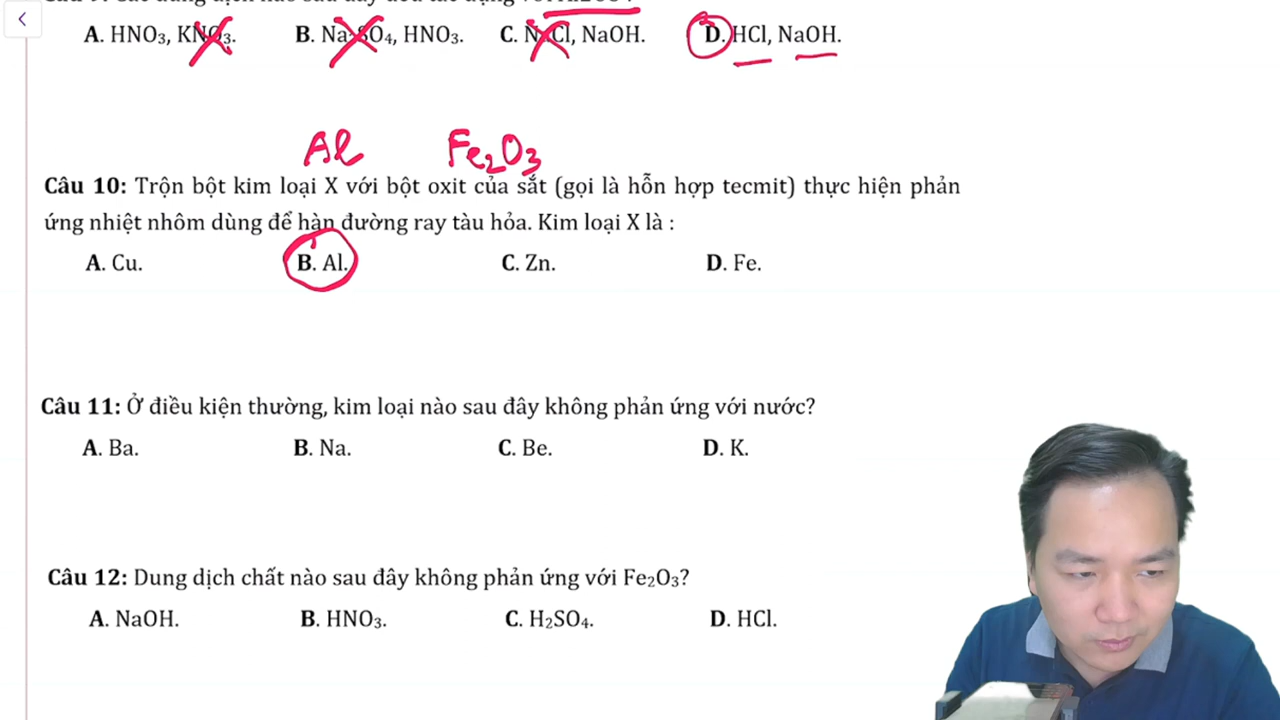 A. HNO₃, KNO₃. B. Na₂SO₄, HNO₃. C. NaCl, NaOH. D. HCl, NaOH.
Al Fe₂O₃
Câu 10: Trộn bột kim loại X với bột oxit của sắt (gọi là hỗn hợp tecmit) thực hiện phản
ứng nhiệt nhôm dùng để hàn đường ray tàu hỏa. Kim loại X là :
A. Cu. B. Al. C. Zn. D. Fe.
Câu 11: Ở điều kiện thường, kim loại nào sau đây không phản ứng với nước?
A. Ba. B. Na. C. Be. D. K.
Câu 12: Dung dịch chất nào sau đây không phản ứng với Fe₂O₃?
A. NaOH. B. HNO₃. C. H₂SO₄. D. HCl.